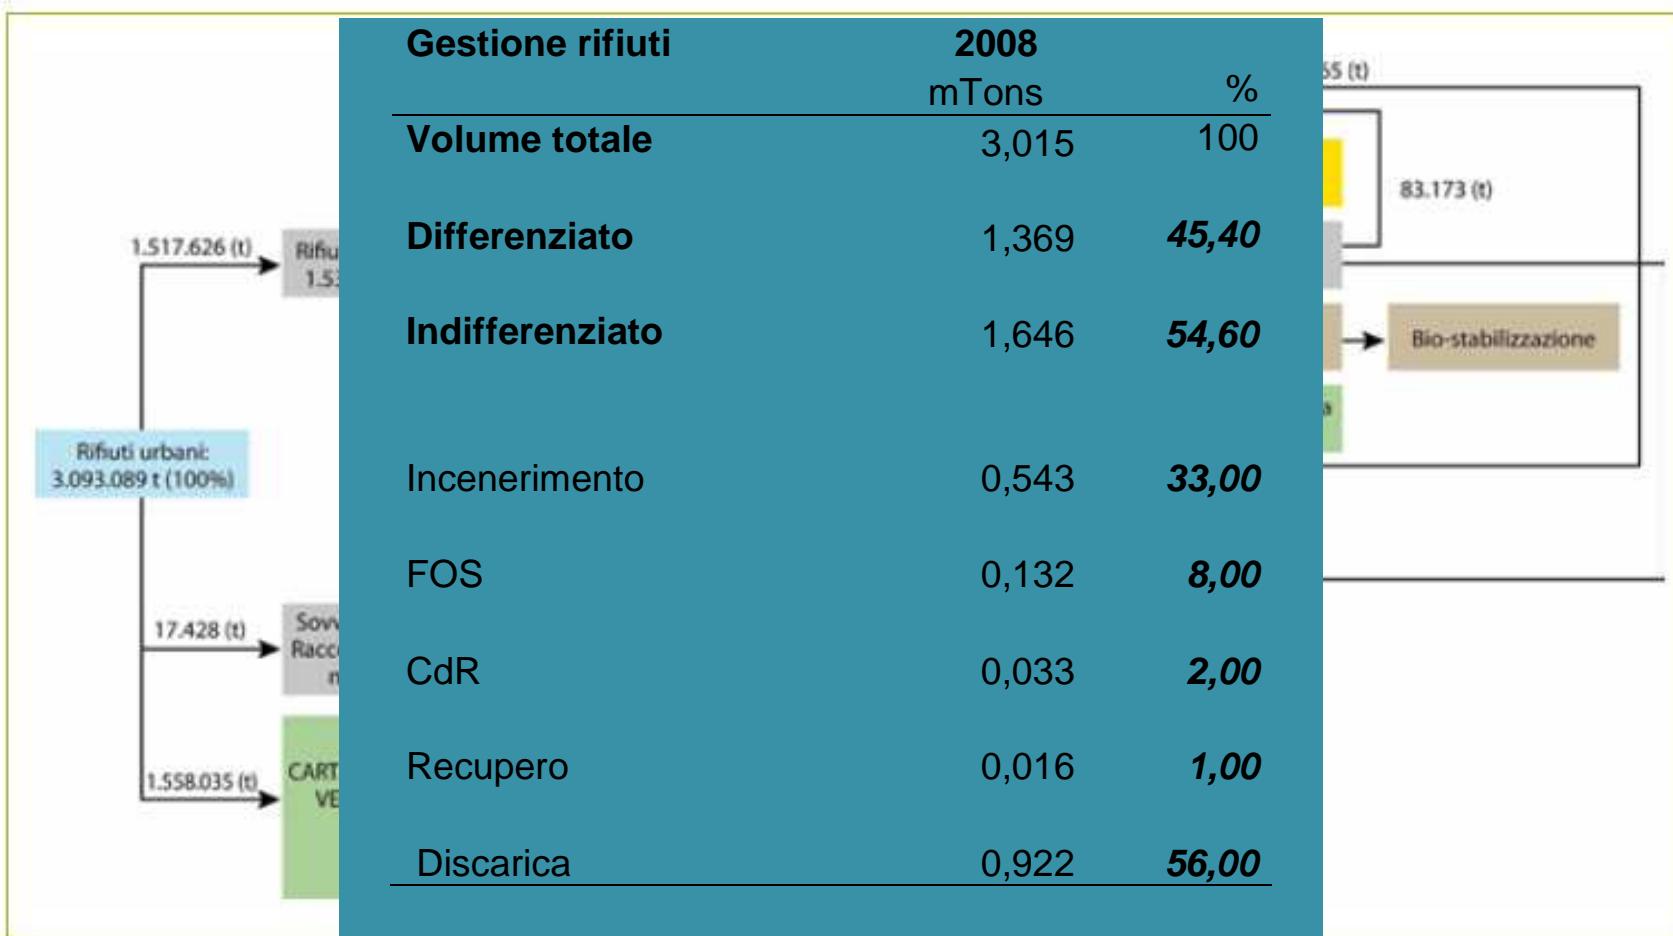 Gestione rifiuti 2008
mTons %
Volume totale 3,015 100
Differenziato 1,369 45,40
Indifferenziato 1,646 54,60
Incenerimento 0,543 33,00
FOS 0,132 8,00
CdR 0,033 2,00
Recupero 0,016 1,00
Discarica 0,922 56,00
1.517.626 (t)
Rifiuti urbani:
3.093.089 t (100%)
17.428 (t)
1.558.035 (t)
(t)
83.173 (t)
Bio-stabilizzazione